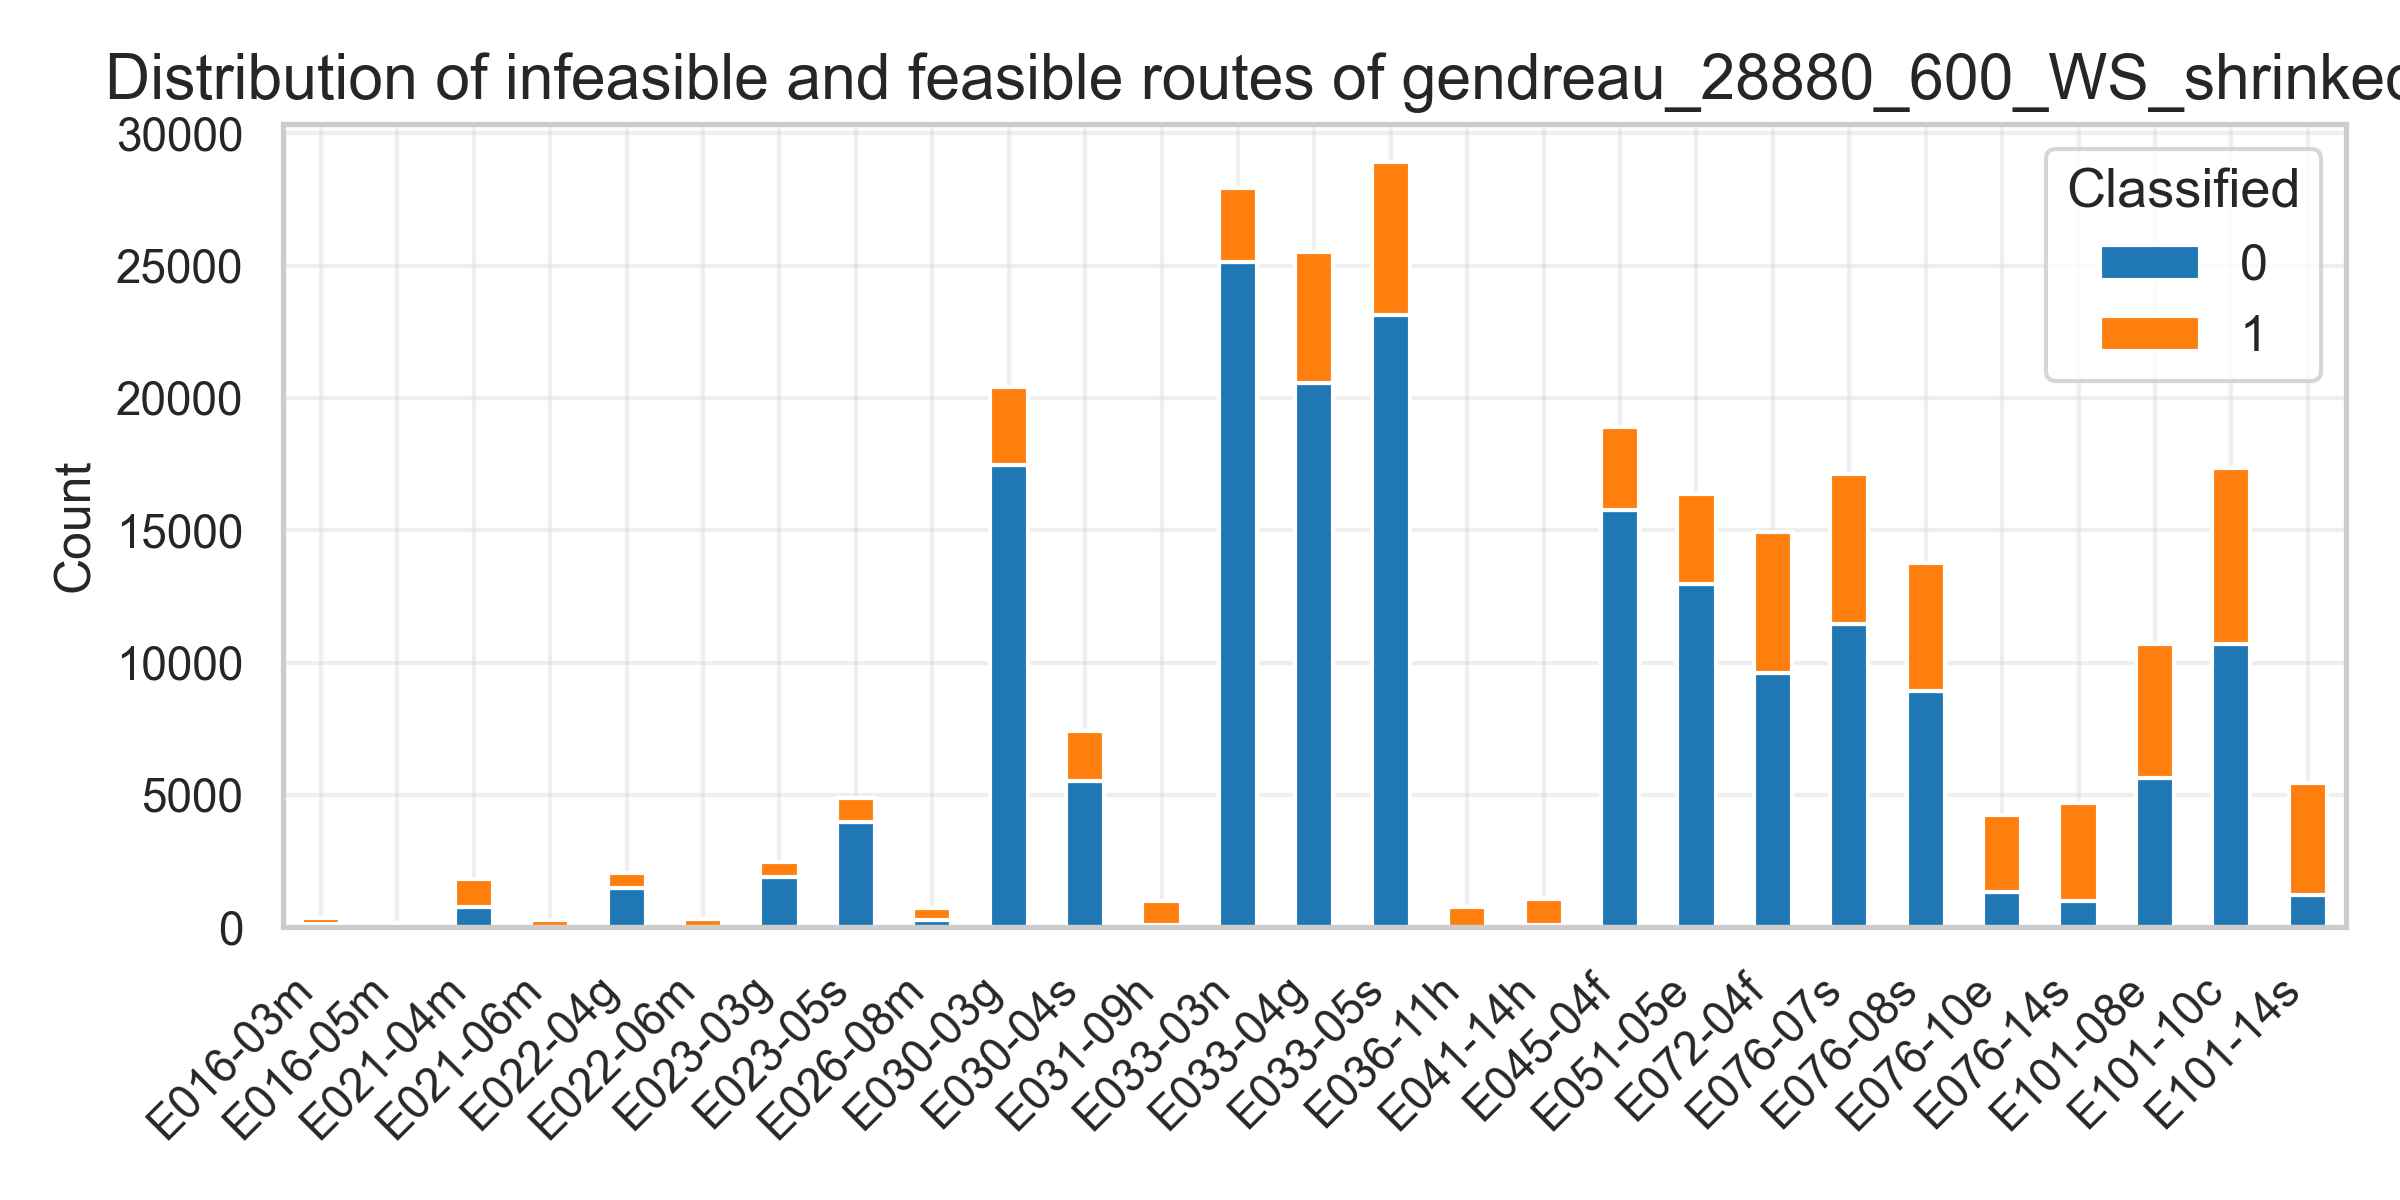 Distribution of infeasible and feasible routes of gendreau_28880_600_WS_shrinked
Count
30000
25000
20000
15000
10000
5000
0
Classified
0
1
E016-03m
E016-05m
E021-04m
E021-06m
E022-04g
E022-06m
E023-03g
E023-05s
E026-08m
E030-03g
E030-04s
E031-09h
E033-03n
E033-04g
E033-05s
E036-11h
E041-14h
E045-04f
E051-05e
E072-04f
E076-07s
E076-08s
E076-10e
E076-14s
E101-08e
E101-10c
E101-14s